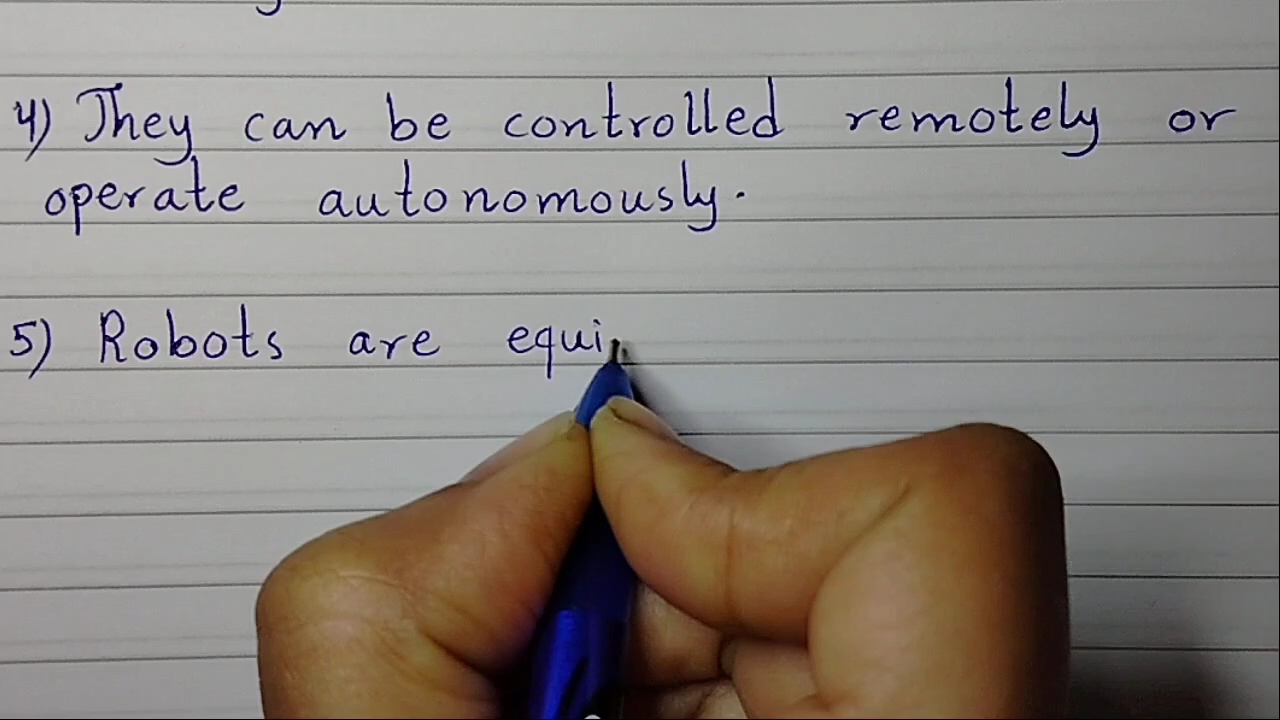 4) They can be controlled remotely or
operate autonomously.
5) Robots are equi